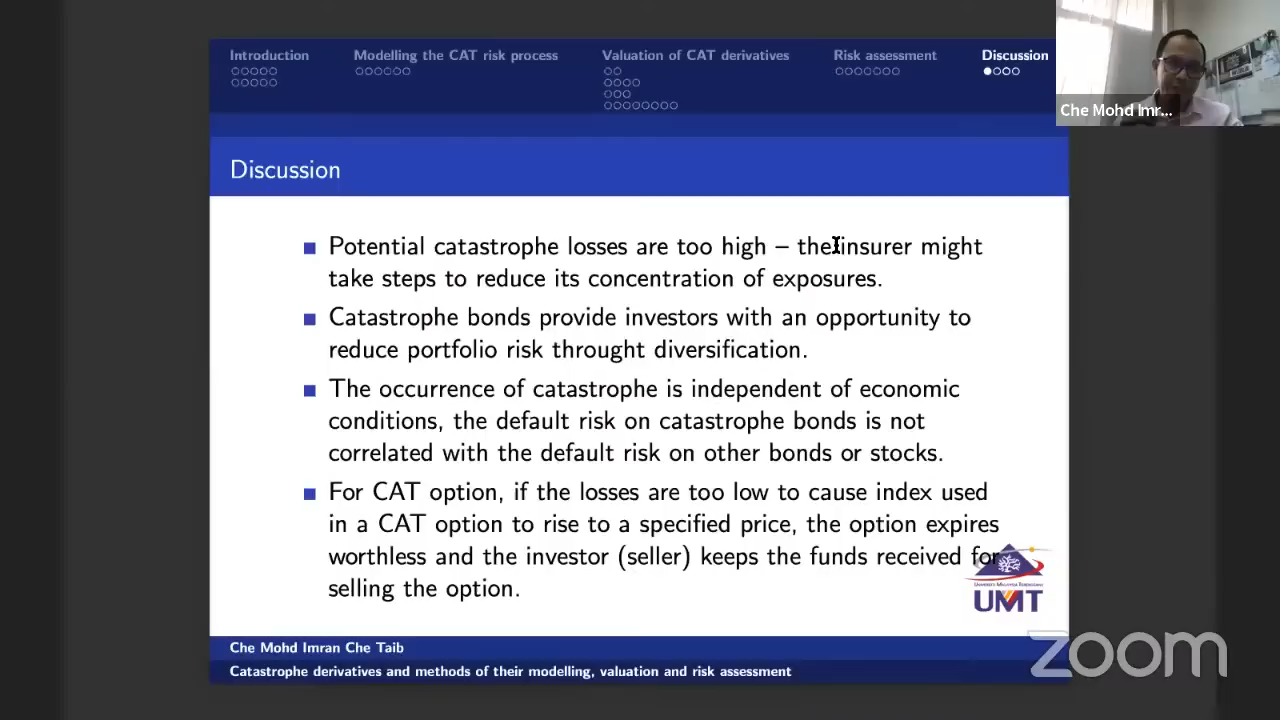 Introduction
Modelling the CAT risk process
Valuation of CAT derivatives
Risk assessment
Discussion
Che Mohd Imr...
Discussion
Potential catastrophe losses are too high – the insurer might
take steps to reduce its concentration of exposures.
Catastrophe bonds provide investors with an opportunity to
reduce portfolio risk throught diversification.
The occurrence of catastrophe is independent of economic
conditions, the default risk on catastrophe bonds is not
correlated with the default risk on other bonds or stocks.
For CAT option, if the losses are too low to cause index used
in a CAT option to rise to a specified price, the option expires
worthless and the investor (seller) keeps the funds received for
selling the option.
UMT
Che Mohd Imran Che Taib
Catastrophe derivatives and methods of their modelling, valuation and risk assessment
zoom